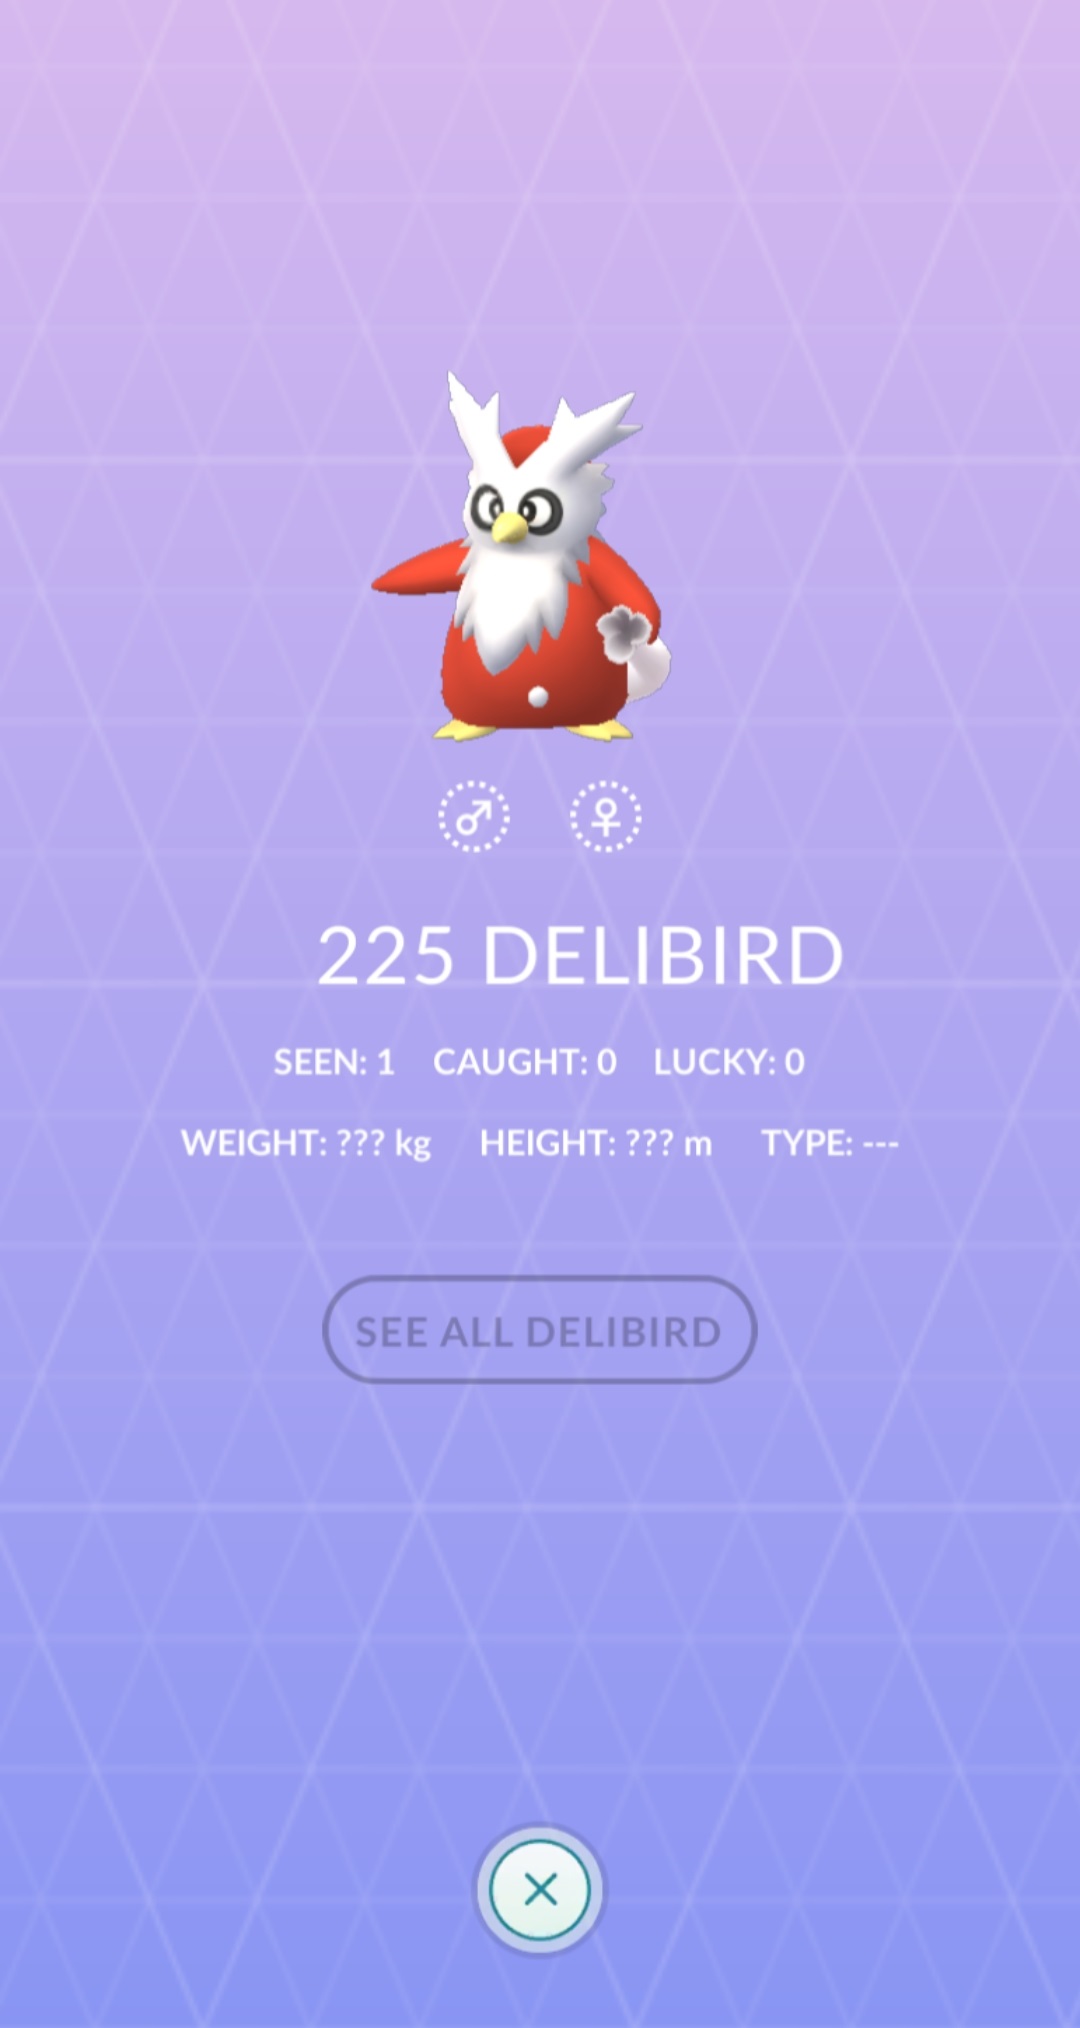 225 DELIBIRD
SEEN: 1 CAUGHT: 0 LUCKY: 0
WEIGHT: ??? kg HEIGHT: ??? m TYPE: ---
SEE ALL DELIBIRD